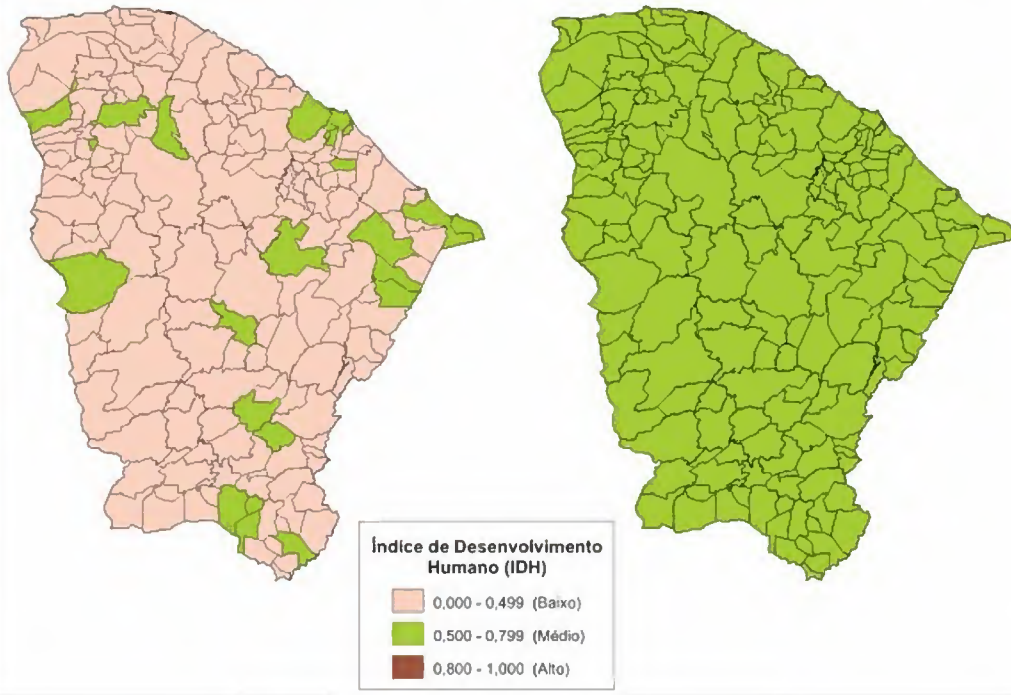 Índice de Desenvolvimento
Humano (IDH)
0,000 - 0,499 (Baixo)
0,500 - 0,799 (Médio)
0,800 - 1,000 (Alto)